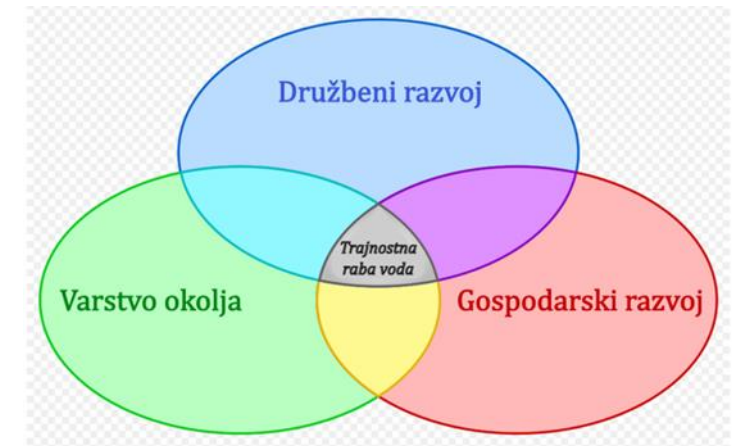 Družbeni razvoj
Trajnostna
raba voda
Varstvo okolja
Gospodarski razvoj